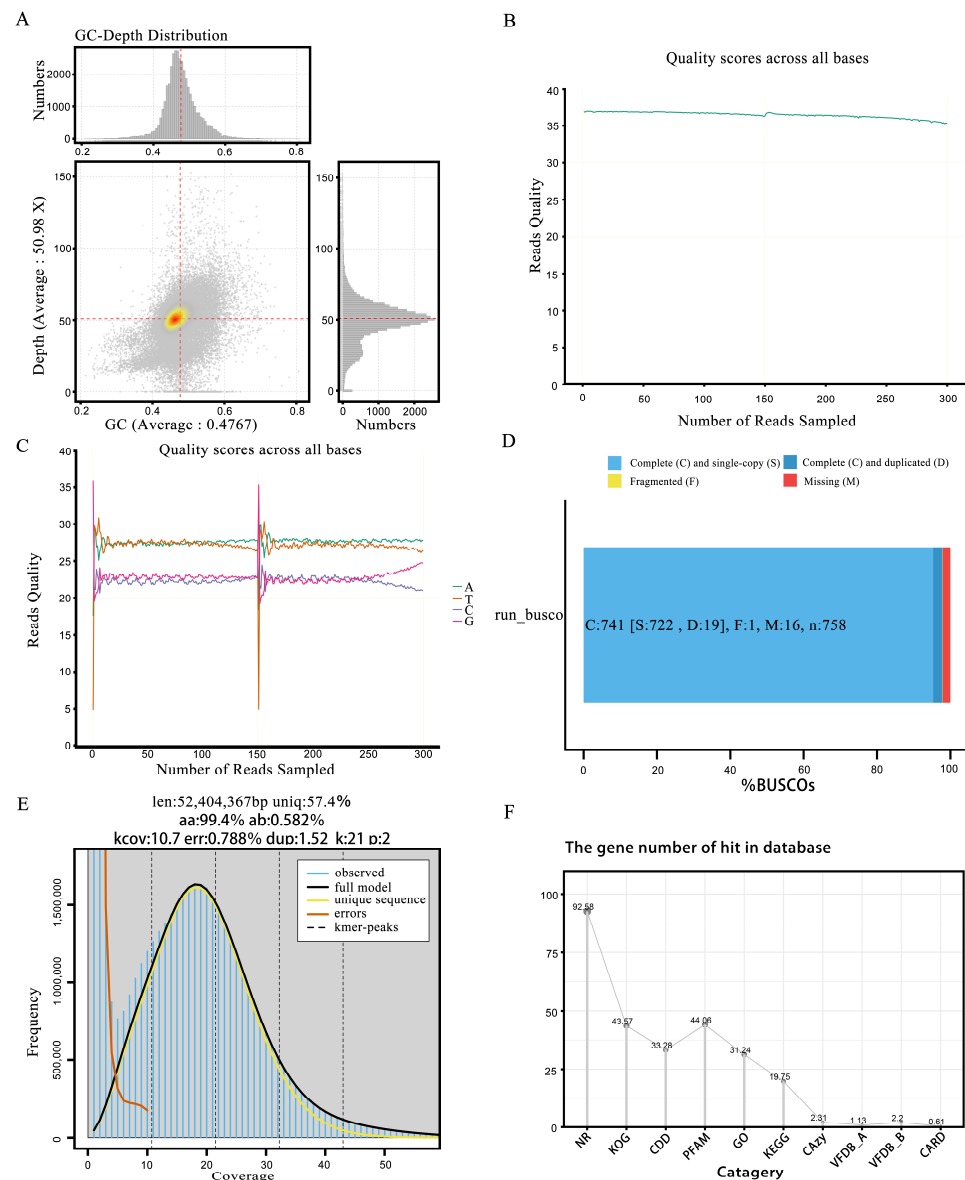 A
GC-Depth Distribution
Numbers
2000
1000
0
0.2 0.4 0.6 0.8
Depth (Average : 50.98 X)
150
100
50
0
0.2 0.4 0.6 0.8
GC (Average : 0.4767)
150
100
50
0
0 1000 2000
Numbers
B
Quality scores across all bases
Reads Quality
40
35
30
25
20
15
10
5
0
0 50 100 150 200 250 300
Number of Reads Sampled
C
Quality scores across all bases
Reads Quality
40
35
30
25
20
15
10
5
0
0 50 100 150 200 250 300
Number of Reads Sampled
A
T
C
G
D
Complete (C) and single-copy (S) Complete (C) and duplicated (D)
Fragmented (F) Missing (M)
run_busco
C:741 [S:722 , D:19], F:1, M:16, n:758
0 20 40 60 80 100
%BUSCOs
E
len:52,404,367bp uniq:57.4%
aa:99.4% ab:0.582%
kcov:10.7 err:0.788% dup:1.52 k:21 p:2
observed
full model
unique sequence
errors
kmer-peaks
Frequency
1500,000
1,000,000
500,000
0
0 10 20 30 40 50
Coverage
F
The gene number of hit in database
100
75
50
25
0
92.58
43.57
33.28
44.06
31.24
19.75
2.31
1.13
2.2
0.61
NR KOG CDD PFAM GO KEGG CAzy VFDB_A VFDB_B CARD
Catagery